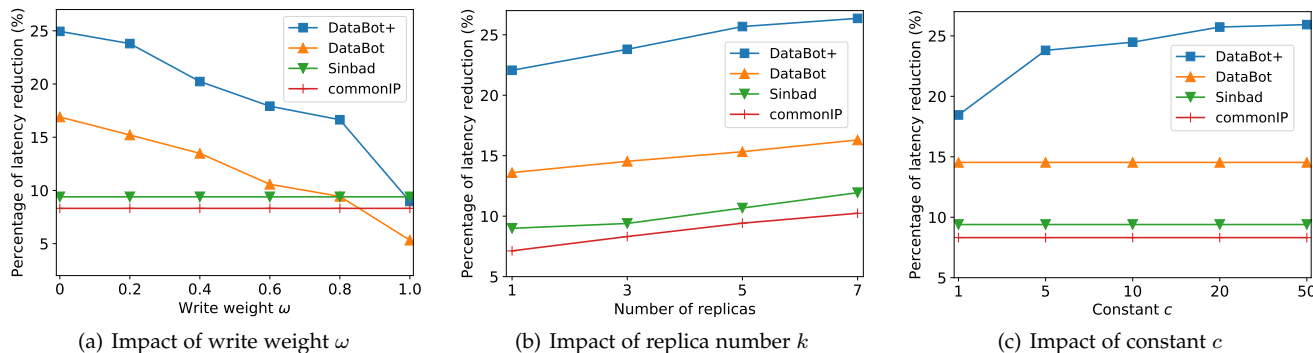 Percentage of latency reduction (%)
25
20
15
10
5
DataBot+
DataBot
Sinbad
commonIP
0 0.2 0.4 0.6 0.8 1.0
Write weight ω
(a) Impact of write weight ω
Percentage of latency reduction (%)
25
20
15
10
5
DataBot+
DataBot
Sinbad
commonIP
1 3 5 7
Number of replicas
(b) Impact of replica number k
Percentage of latency reduction (%)
25
20
15
10
5
DataBot+
DataBot
Sinbad
commonIP
1 5 10 20 50
Constant c
(c) Impact of constant c